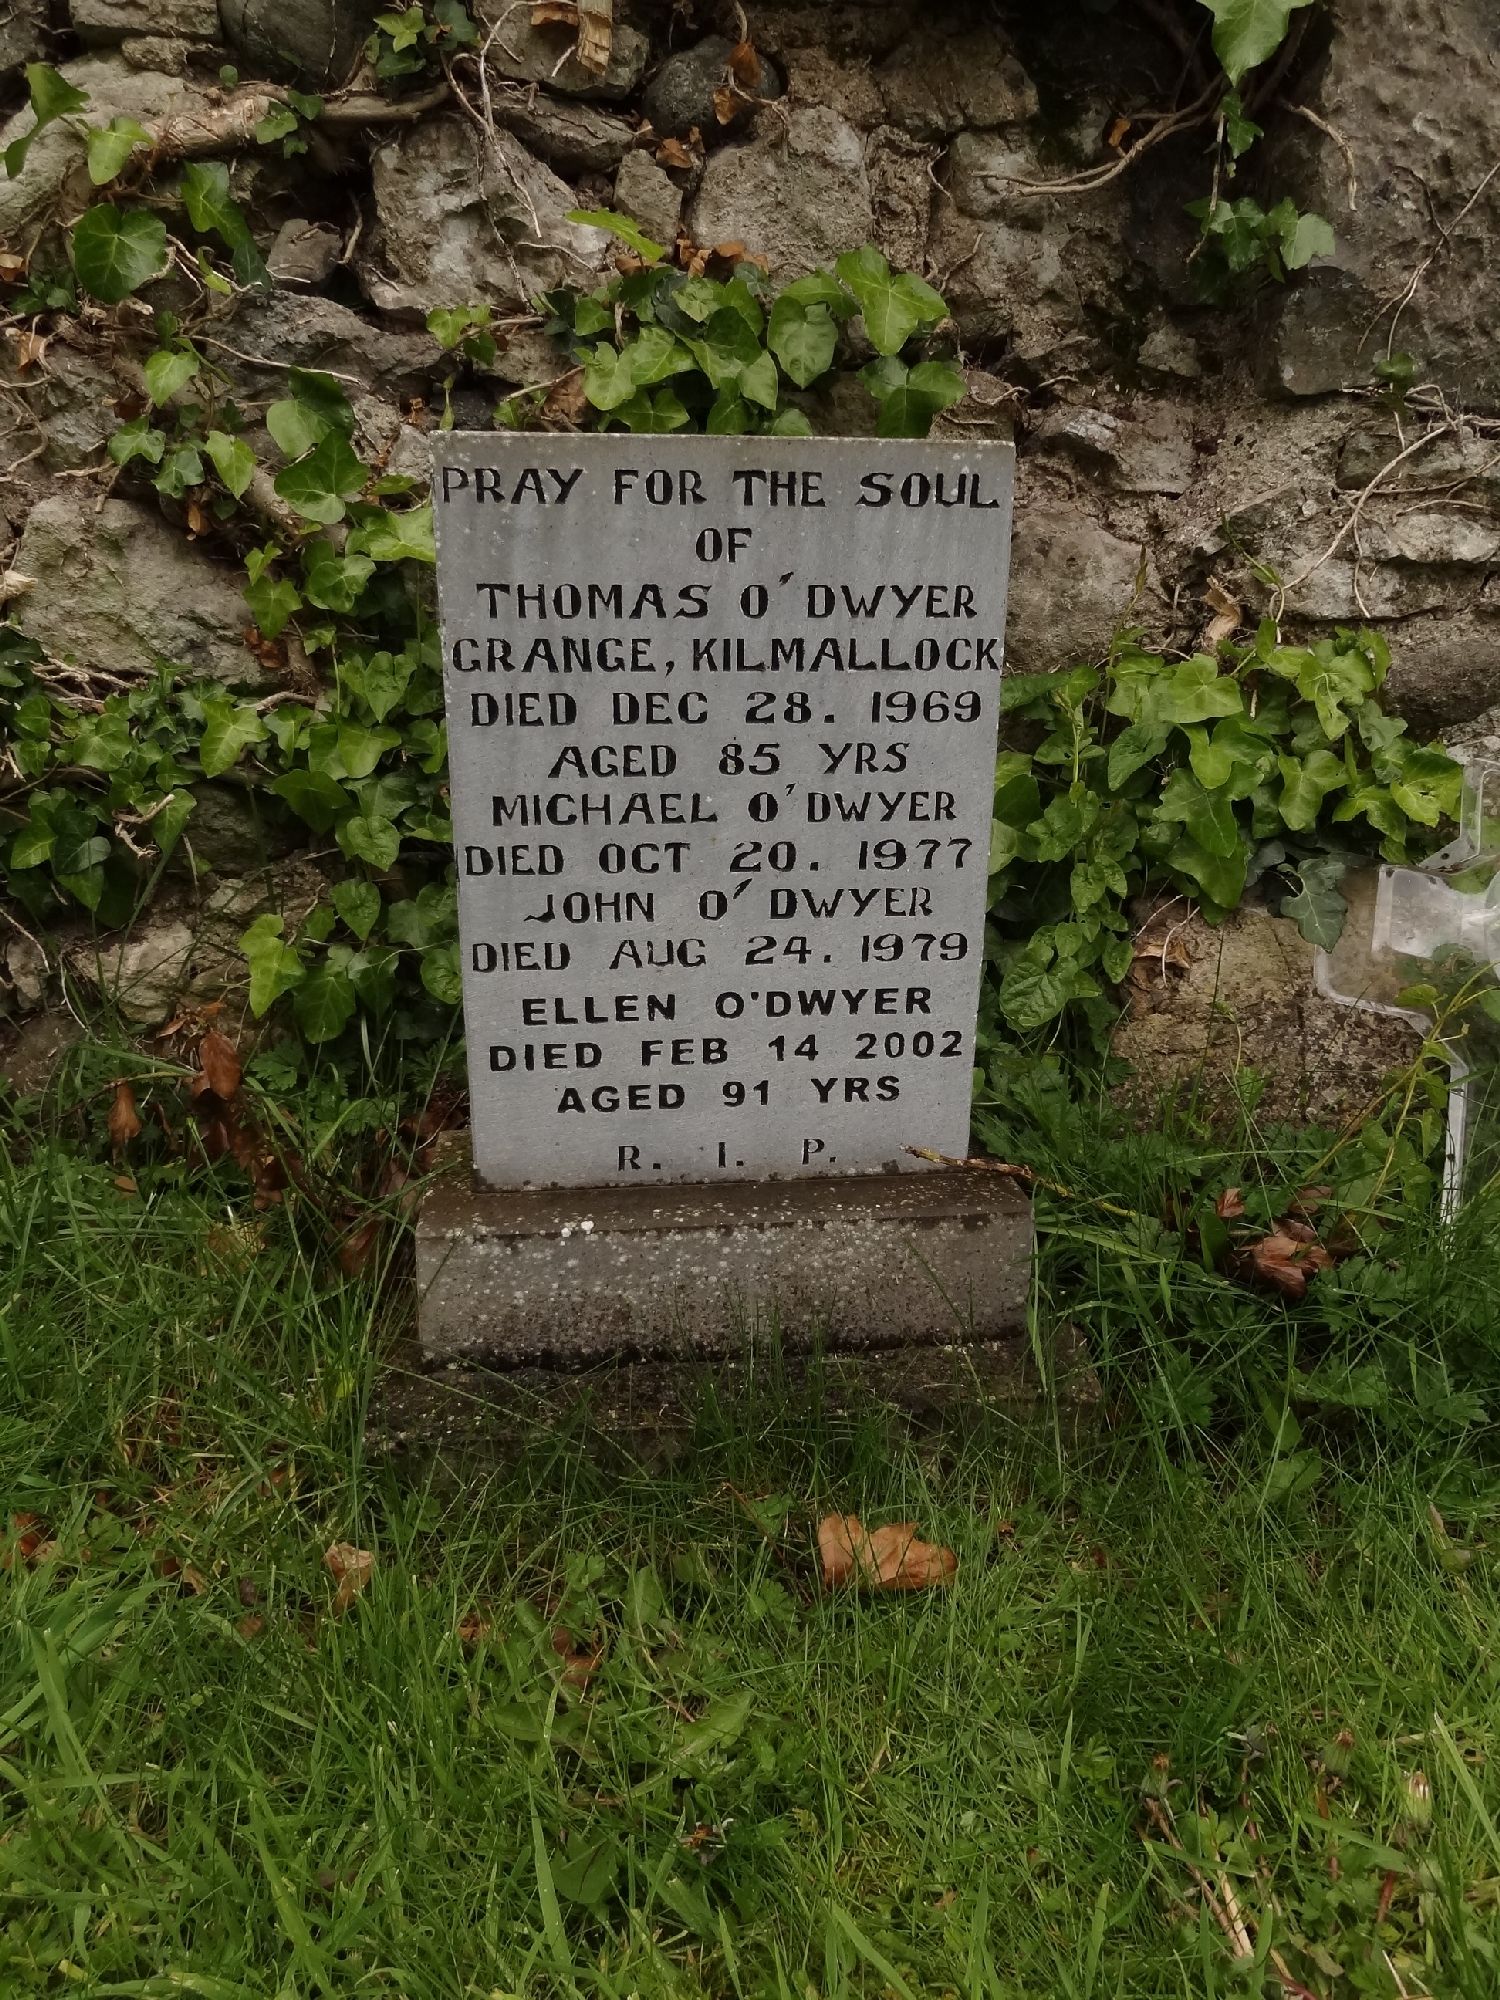 PRAY FOR THE SOUL
OF
THOMAS O'DWYER
GRANGE, KILMALLOCK
DIED DEC 28. 1969
AGED 85 YRS
MICHAEL O'DWYER
DIED OCT 20. 1977
JOHN O'DWYER
DIED AUG 24. 1979
ELLEN O'DWYER
DIED FEB 14 2002
AGED 91 YRS
R. I. P.